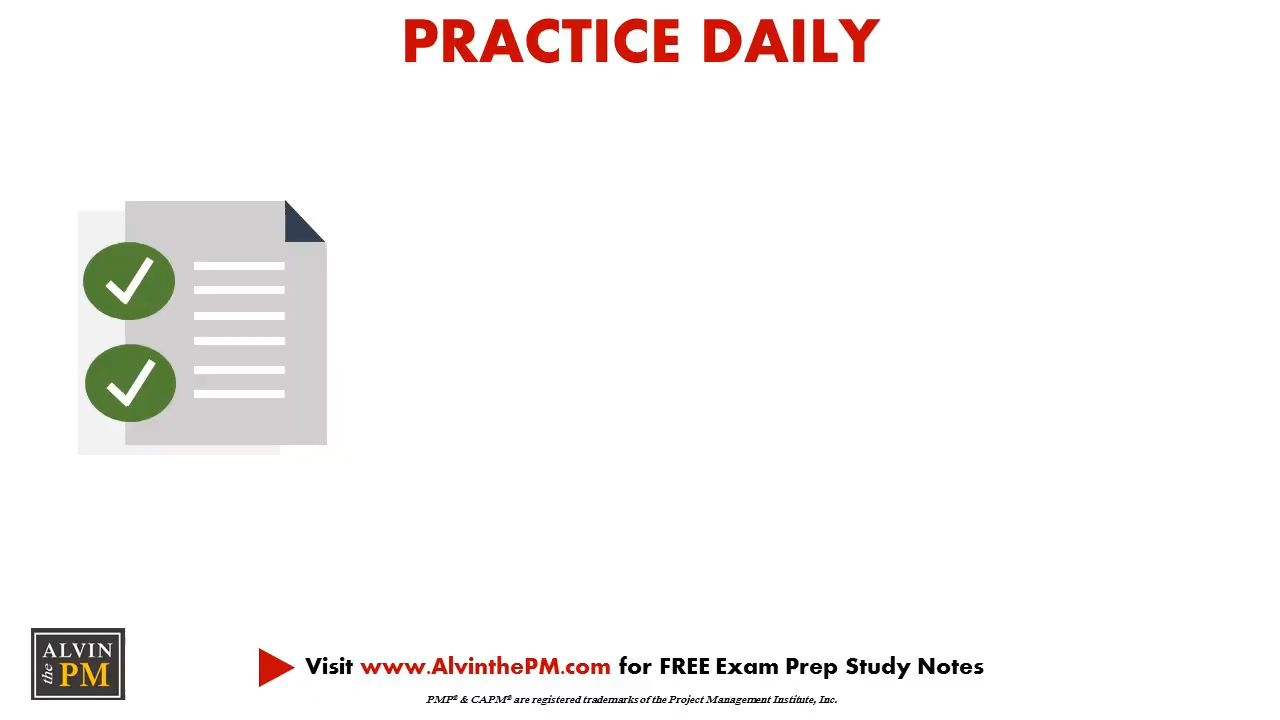 PRACTICE DAILY
ALVIN
the PM
Visit www.AlvinthePM.com for FREE Exam Prep Study Notes
PMP® & CAPM® are registered trademarks of the Project Management Institute, Inc.